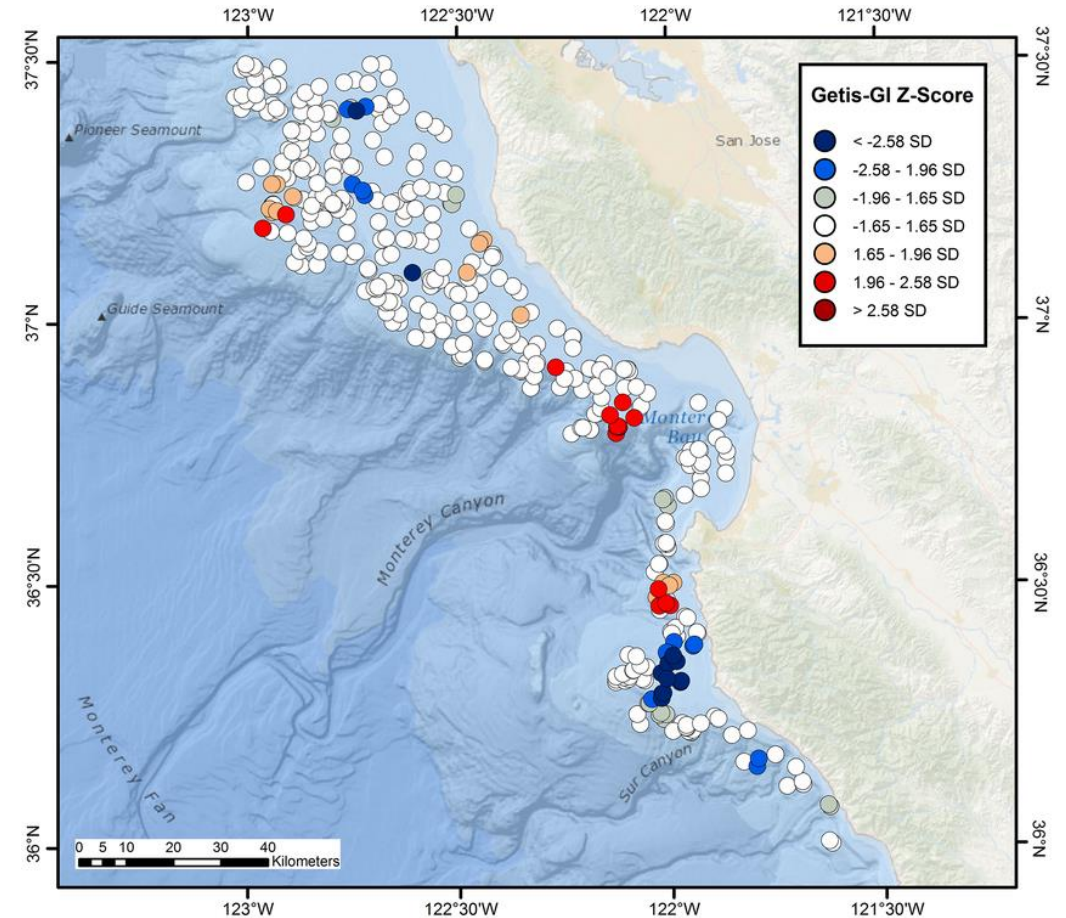 123°W 122°30'W 122°W 121°30'W
37°30'N
37°30'N
Getis-GI Z-Score
< -2.58 SD
-2.58 - 1.96 SD
-1.96 - 1.65 SD
-1.65 - 1.65 SD
1.65 - 1.96 SD
1.96 - 2.58 SD
> 2.58 SD
Pioneer Seamount
San Jose
Guide Seamount
37°N
37°N
Monter
Bay
Monterey Canyon
36°30'N
36°30'N
Monterey Fan
Sur Canyon
36°N
36°N
0 5 10 20 30 40
Kilometers
123°W 122°30'W 122°W 121°30'W